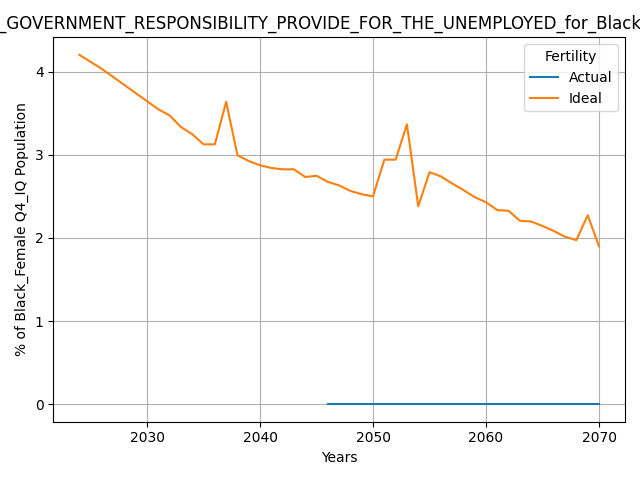 _GOVERNMENT_RESPONSIBILITY_PROVIDE_FOR_THE_UNEMPLOYED_for_Black
Fertility
Actual
Ideal
% of Black_Female Q4_IQ Population
4
3
2
1
0
2030 2040 2050 2060 2070
Years